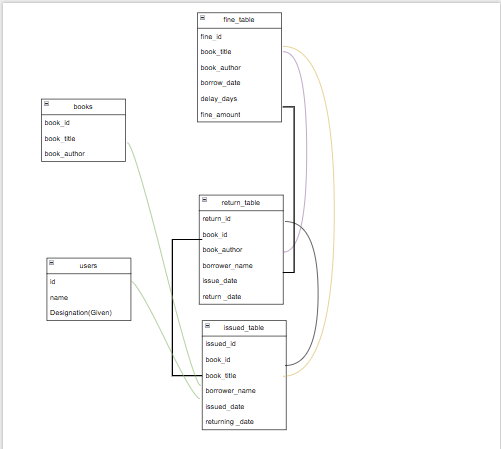 fine_table
fine_id
book_title
book_author
borrow_date
delay_days
fine_amount
books
book_id
book_title
book_author
return_table
return_id
book_id
book_author
borrower_name
issue_date
return _date
users
id
name
Designation(Given)
issued_table
issued_id
book_id
book_title
borrower_name
issued_date
returning _date